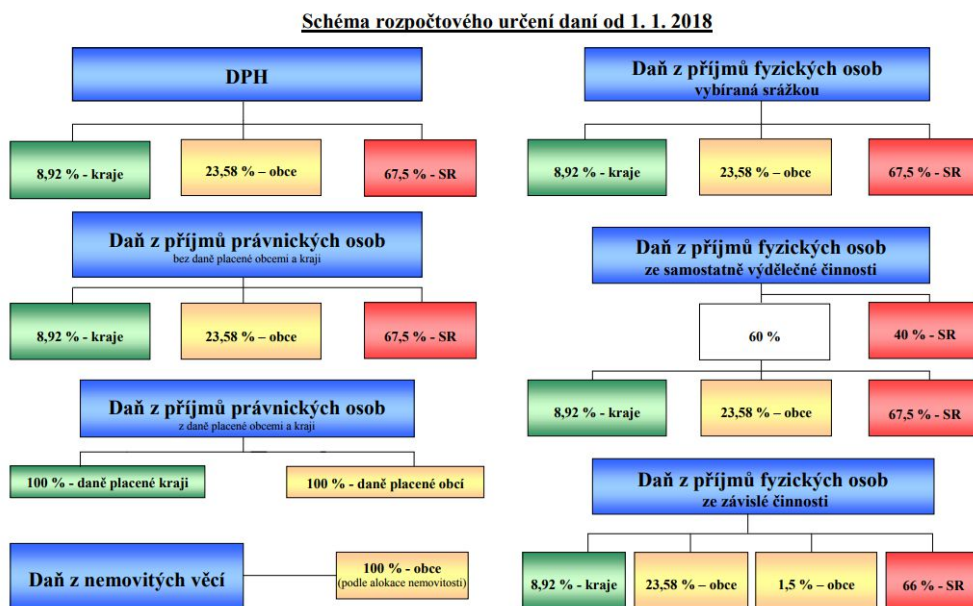 Schéma rozpočtového určení daní od 1. 1. 2018
DPH
8,92 % - kraje
23,58 % – obce
67,5 % - SR
Daň z příjmů právnických osob
bez daně placené obcemi a kraji
8,92 % - kraje
23,58 % – obce
67,5 % - SR
Daň z příjmů právnických osob
z daně placené obcemi a kraji
100 % - daně placené kraji
100 % - daně placené obcí
Daň z nemovitých věcí
100 % - obce
(podle alokace nemovitosti)
Daň z příjmů fyzických osob
vybíraná srážkou
8,92 % - kraje
23,58 % – obce
67,5 % - SR
Daň z příjmů fyzických osob
ze samostatně výdělečné činnosti
60 %
40 % - SR
8,92 % - kraje
23,58 % – obce
67,5 % - SR
Daň z příjmů fyzických osob
ze závislé činnosti
8,92 % - kraje
23,58 % – obce
1,5 % – obce
66 % - SR